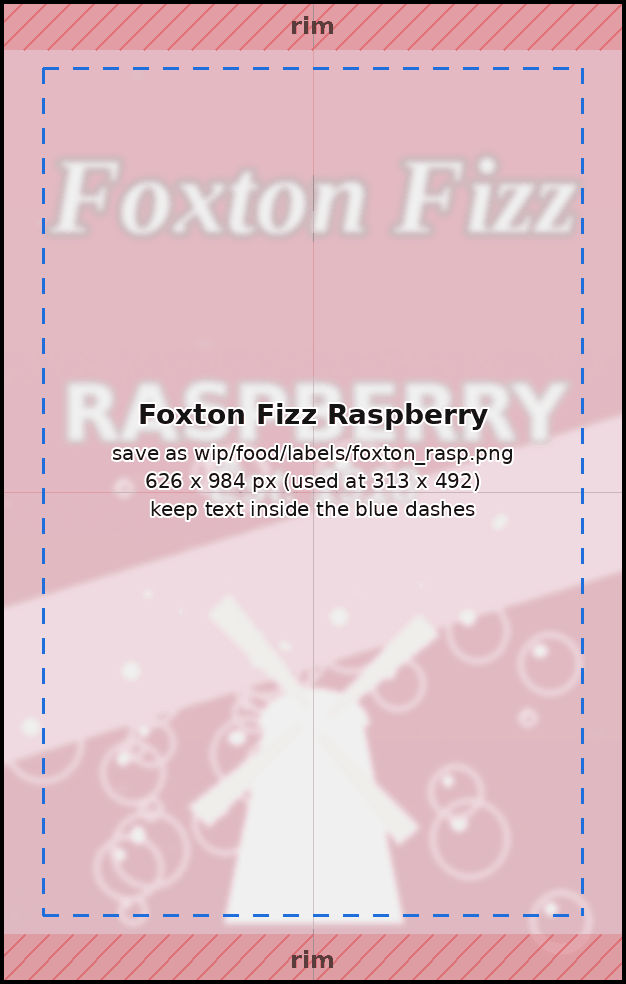 rim
Foxton Fizz
RASPBERRY
Foxton Fizz Raspberry
save as wip/food/labels/foxton_rasp.png
626 x 984 px (used at 313 x 492)
keep text inside the blue dashes
rim